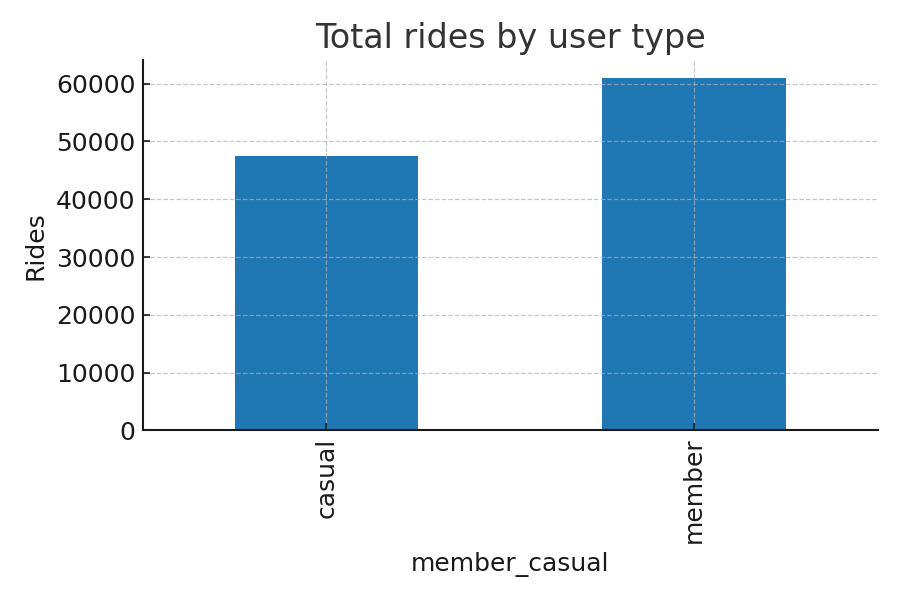 Total rides by user type
Rides
60000
50000
40000
30000
20000
10000
0
casual
member
member_casual